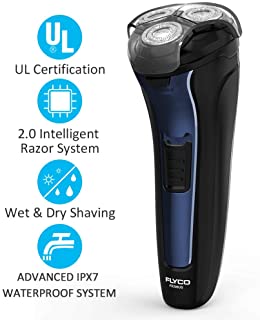 UL
UL Certification
2.0 Intelligent
Razor System
Wet & Dry Shaving
ADVANCED IPX7
WATERPROOF SYSTEM
FLYCO